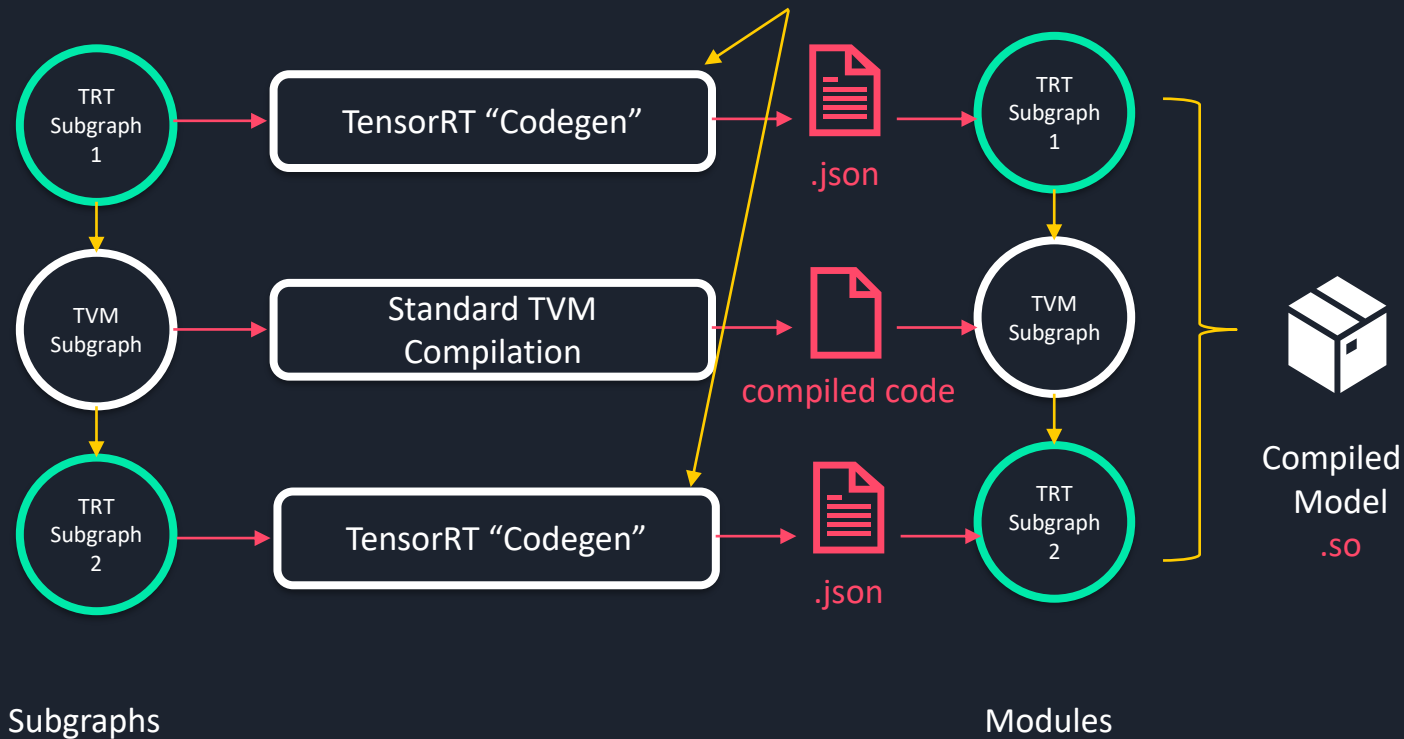 TRT
Subgraph
1
TensorRT “Codegen”
.json
TRT
Subgraph
1
TVM
Subgraph
Standard TVM
Compilation
compiled code
TVM
Subgraph
TRT
Subgraph
2
TensorRT “Codegen”
.json
TRT
Subgraph
2
Compiled
Model
.so
Subgraphs
Modules